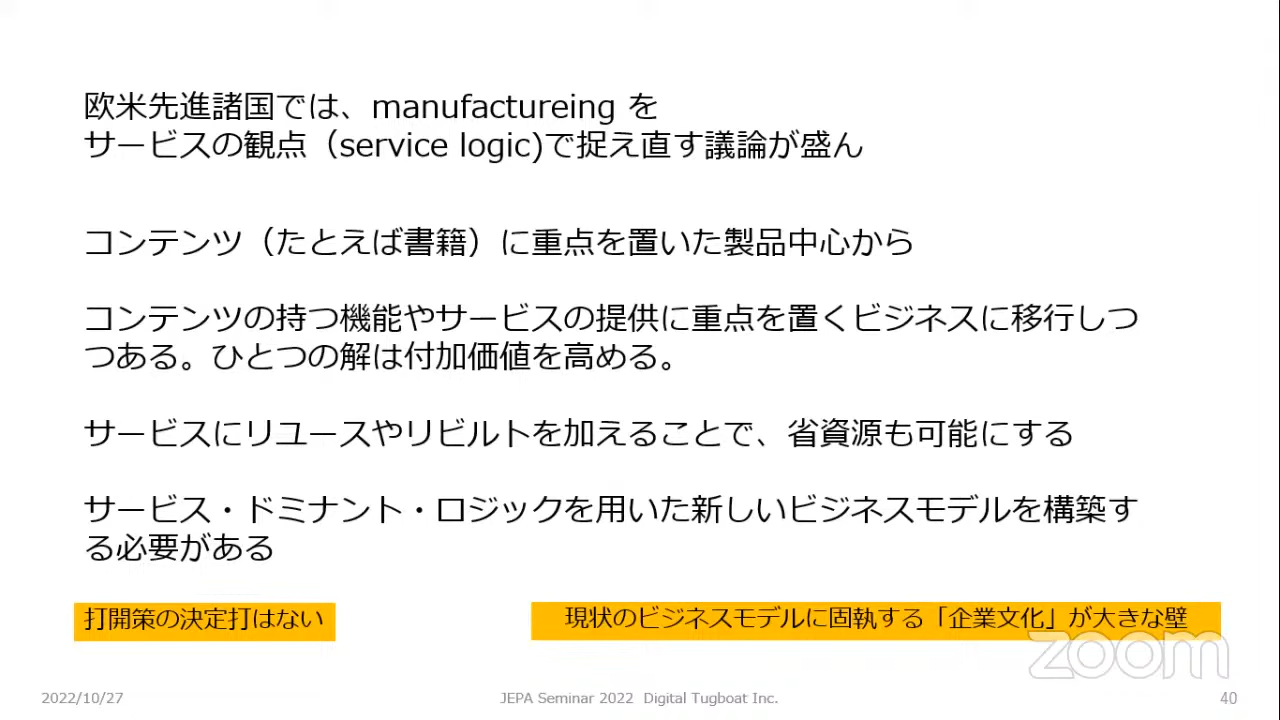 欧米先進諸国では、manufactureing を
サービスの観点（service logic)で捉え直す議論が盛ん
コンテンツ（たとえば書籍）に重点を置いた製品中心から
コンテンツの持つ機能やサービスの提供に重点を置くビジネスに移行しつ
つある。ひとつの解は付加価値を高める。
サービスにリユースやリビルトを加えることで、省資源も可能にする
サービス・ドミナント・ロジックを用いた新しいビジネスモデルを構築す
る必要がある
打開策の決定打はない
現状のビジネスモデルに固執する「企業文化」が大きな壁
zoom
2022/10/27
JEPA Seminar 2022 Digital Tugboat Inc.
40